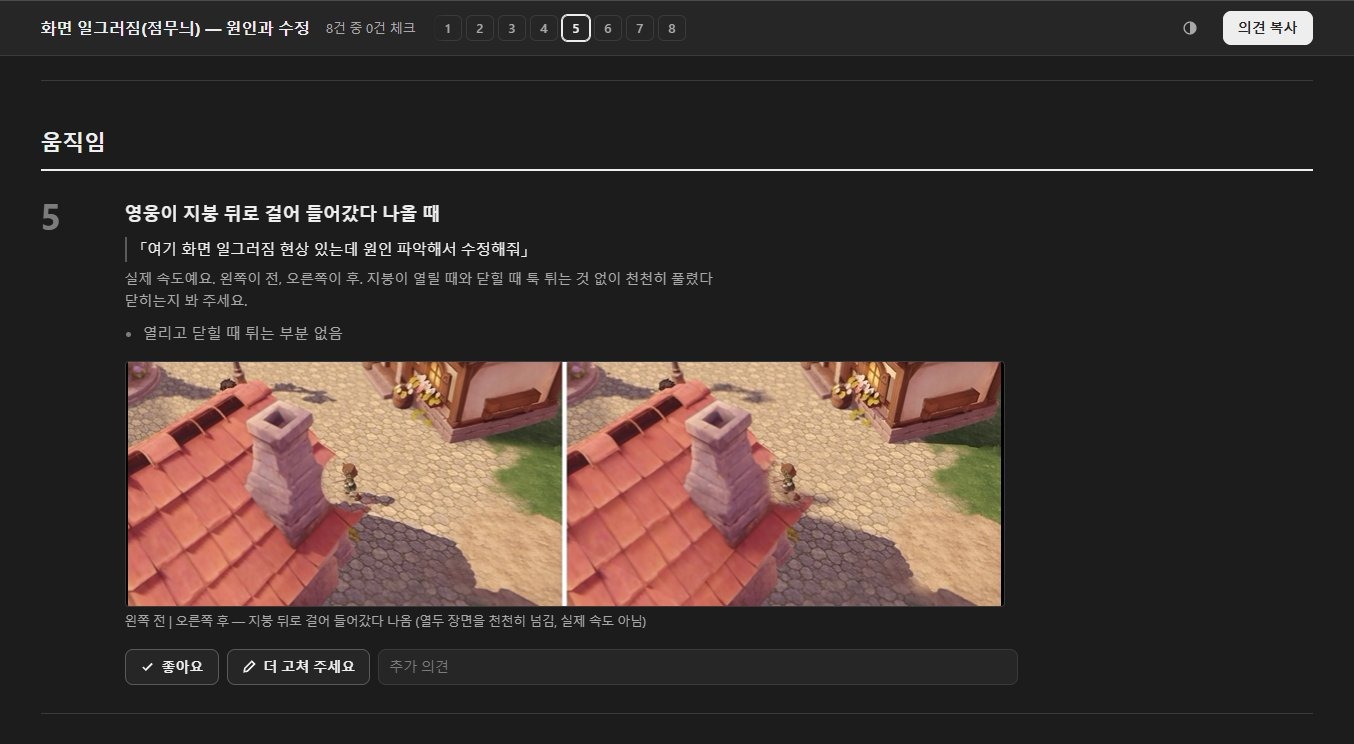 화면 일그러짐(점무늬) — 원인과 수정 8건 중 0건 체크 1 2 3 4 5 6 7 8 의견 복사
움직임
5 영웅이 지붕 뒤로 걸어 들어갔다 나올 때
「여기 화면 일그러짐 현상 있는데 원인 파악해서 수정해줘」
실제 속도예요. 왼쪽이 전, 오른쪽이 후. 지붕이 열릴 때와 닫힐 때 툭 튀는 것 없이 천천히 풀렸다
닫히는지 봐 주세요.
• 열리고 닫힐 때 튀는 부분 없음
왼쪽 전 | 오른쪽 후 — 지붕 뒤로 걸어 들어갔다 나옴 (열두 장면을 천천히 넘김, 실제 속도 아님)
좋아요 더 고쳐 주세요 추가 의견